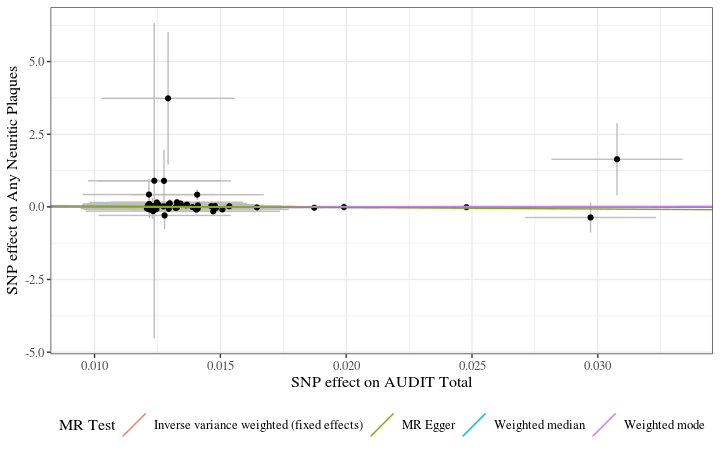 5.0
2.5
0.0
-2.5
-5.0
SNP effect on Any Neuritic Plaques
0.010 0.015 0.020 0.025 0.030
SNP effect on AUDIT Total
MR Test Inverse variance weighted (fixed effects) MR Egger Weighted median Weighted mode